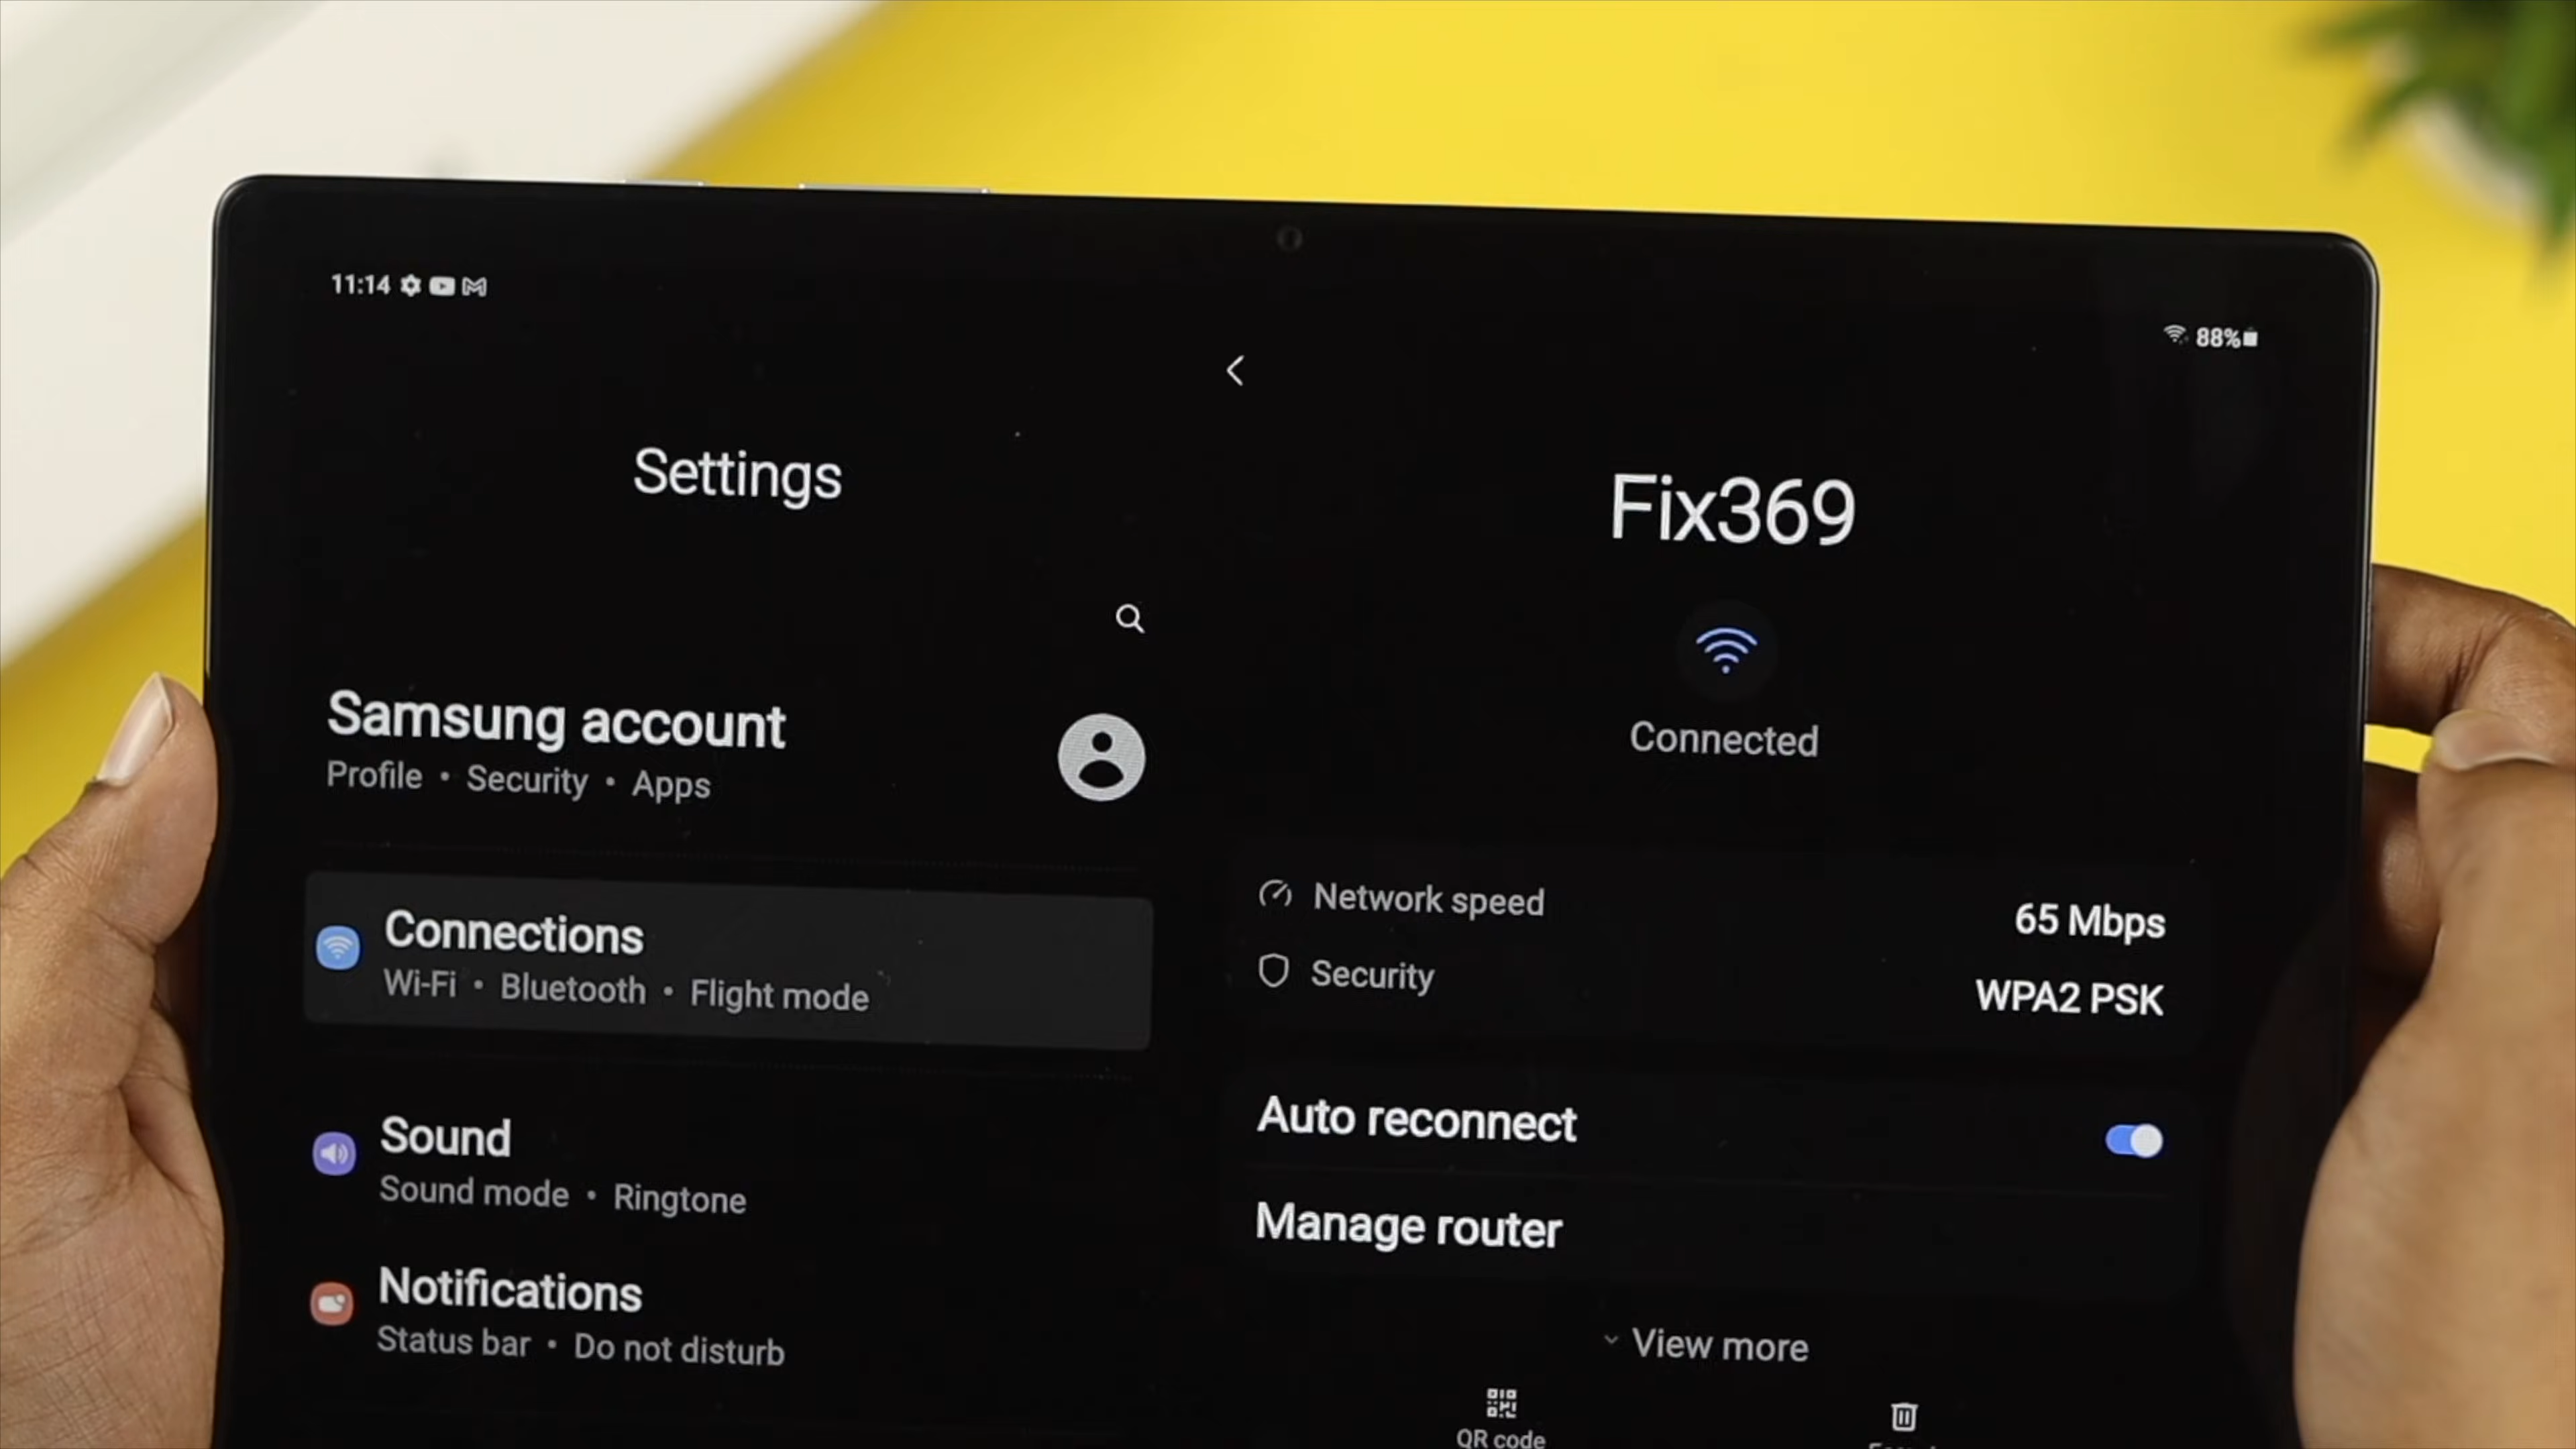 11:14
88%
Settings
Samsung account
Profile • Security • Apps
Connections
Wi-Fi • Bluetooth • Flight mode
Sound
Sound mode • Ringtone
Notifications
Status bar • Do not disturb
Fix369
Connected
Network speed 65 Mbps
Security WPA2 PSK
Auto reconnect
Manage router
View more
QR code